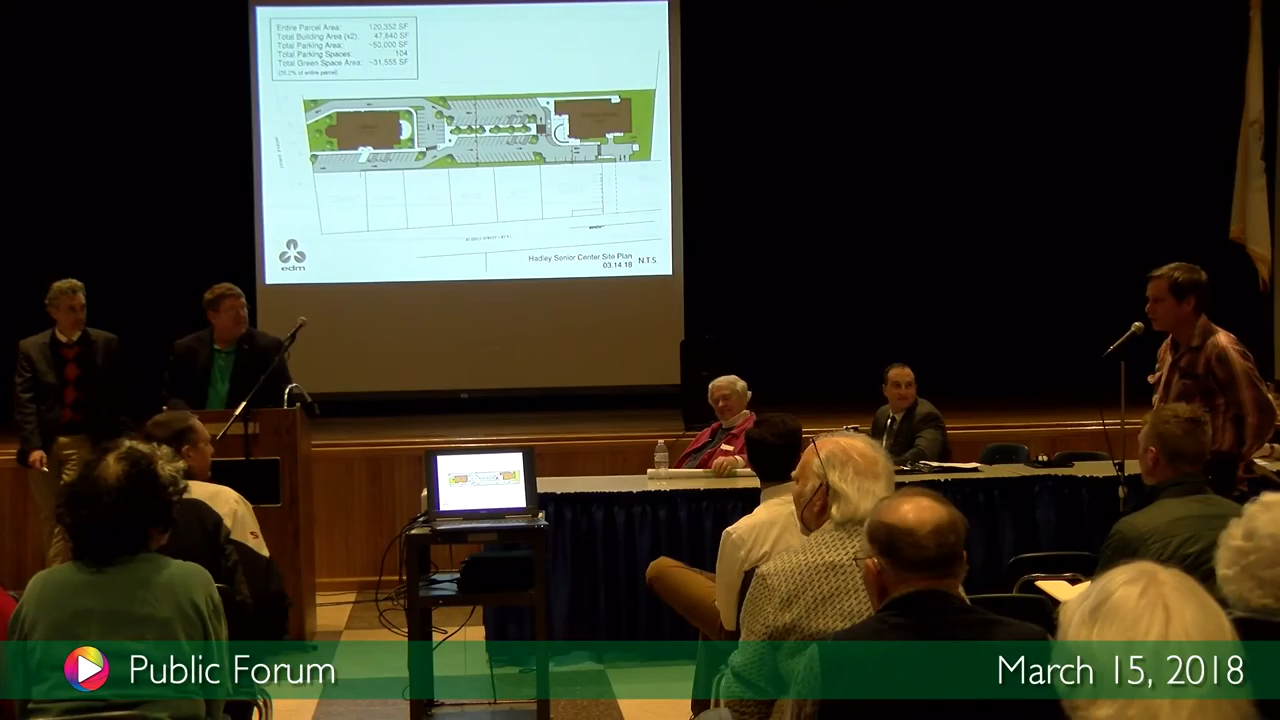 Entire Parcel Area: 120,352 SF
Total Building Area (x2): 47,840 SF
Total Parking Area: ~50,000 SF
Total Parking Spaces: 104
Total Green Space Area: ~31,555 SF
(26.2% of entire parcel)
edm
Hadley Senior Center Site Plan
03.14.18
N.T.S.
Public Forum
March 15, 2018